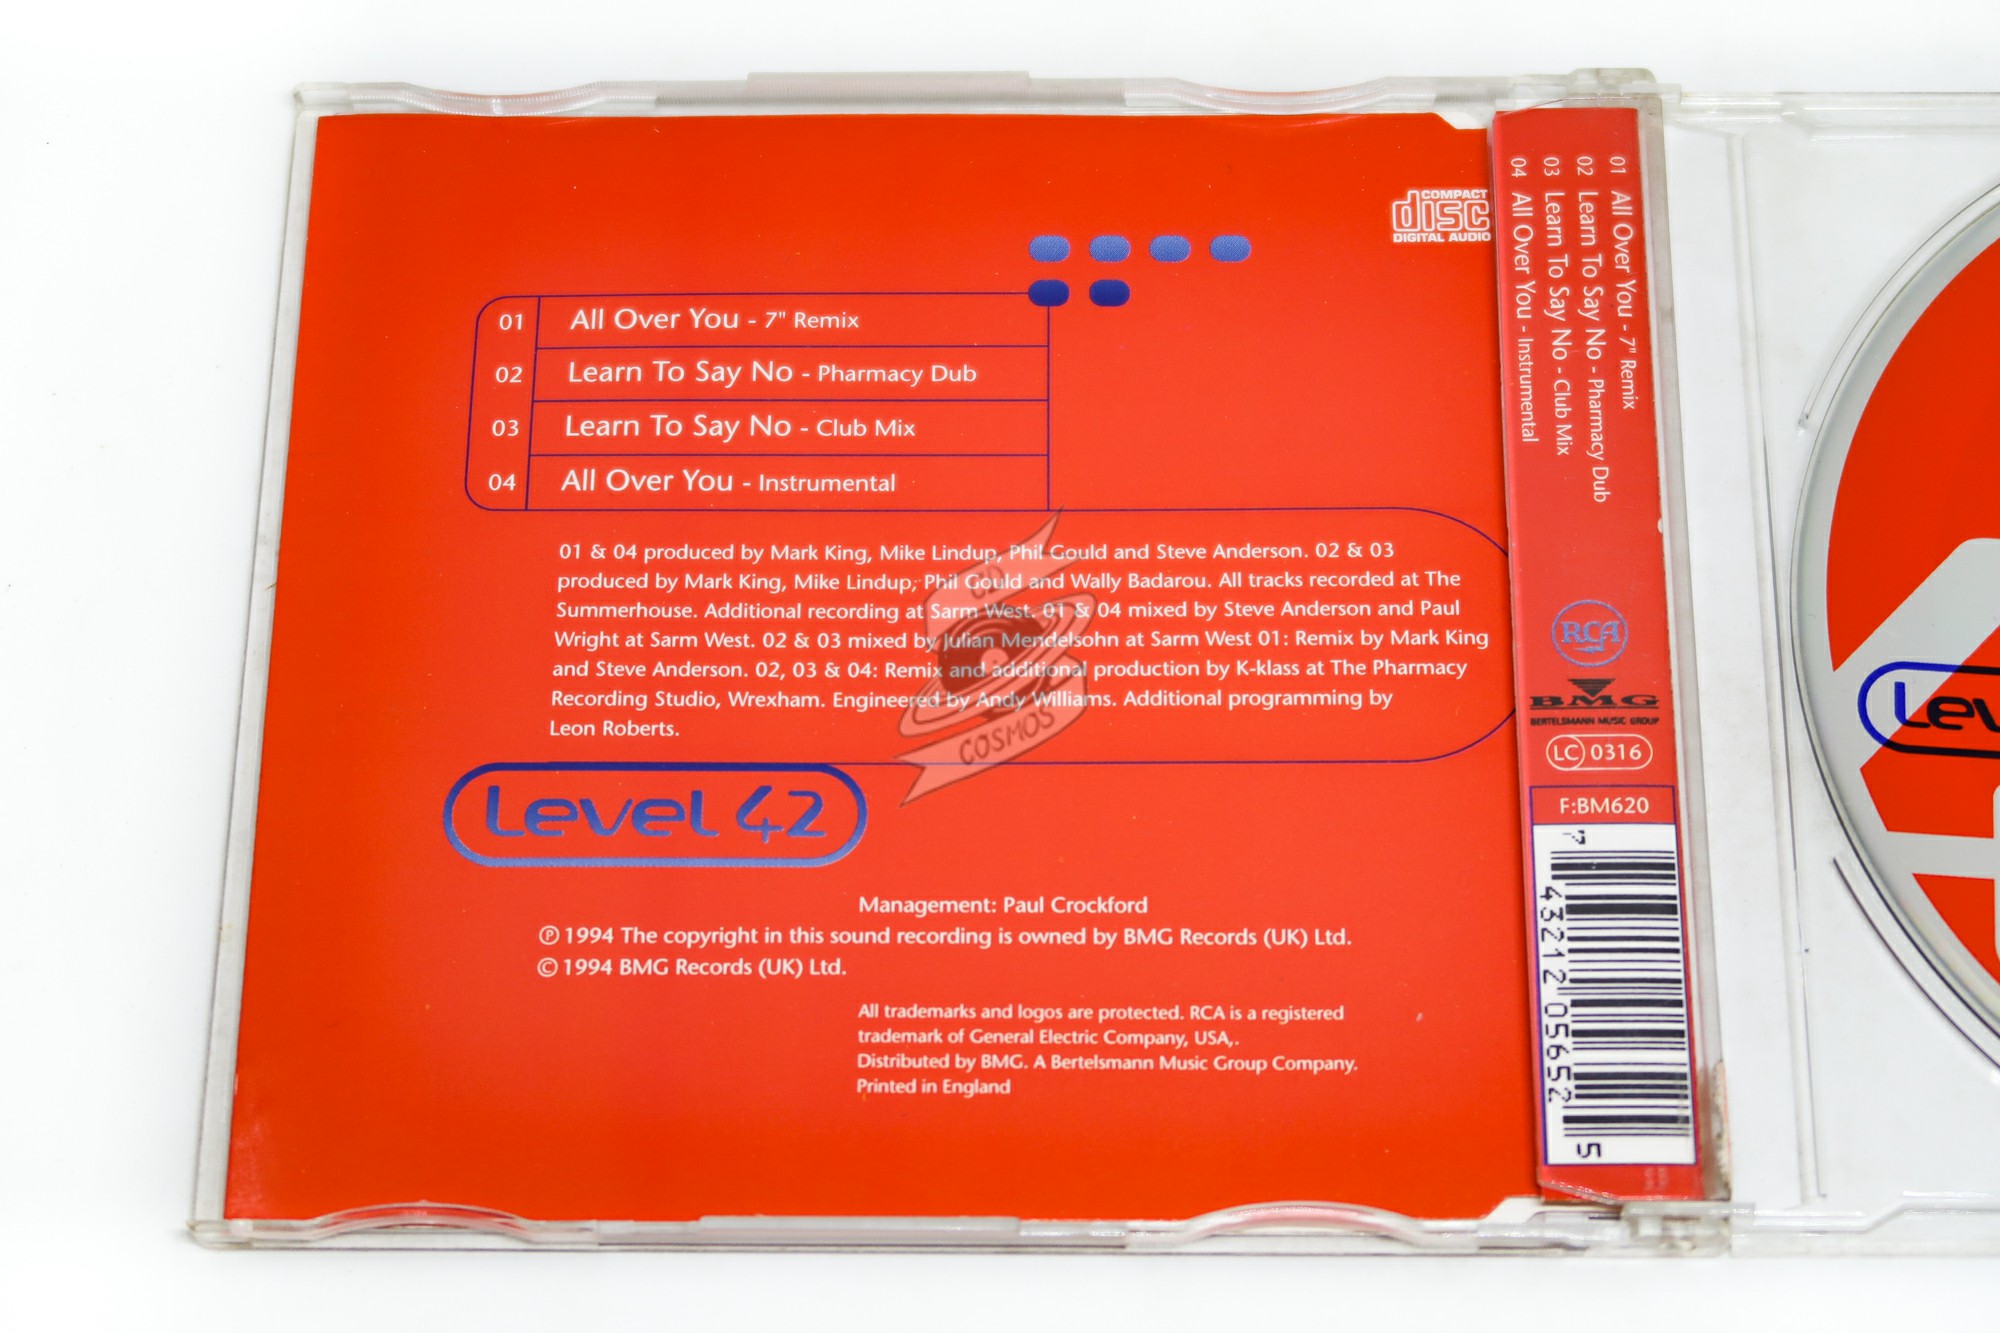 COMPACT
disc
DIGITAL AUDIO
01 All Over You - 7" Remix
02 Learn To Say No - Pharmacy Dub
03 Learn To Say No - Club Mix
04 All Over You - Instrumental
01 & 04 produced by Mark King, Mike Lindup, Phil Gould and Steve Anderson. 02 & 03
produced by Mark King, Mike Lindup, Phil Gould and Wally Badarou. All tracks recorded at The
Summerhouse. Additional recording at Sarm West. 01 & 04 mixed by Steve Anderson and Paul
Wright at Sarm West. 02 & 03 mixed by Julian Mendelsohn at Sarm West 01: Remix by Mark King
and Steve Anderson. 02, 03 & 04: Remix and additional production by K-klass at The Pharmacy
Recording Studio, Wrexham. Engineered by Andy Williams. Additional programming by
Leon Roberts.
CD
COSMOS
Level 42
Management: Paul Crockford
℗ 1994 The copyright in this sound recording is owned by BMG Records (UK) Ltd.
© 1994 BMG Records (UK) Ltd.
All trademarks and logos are protected. RCA is a registered
trademark of General Electric Company, USA,.
Distributed by BMG. A Bertelsmann Music Group Company.
Printed in England
01 All Over You - 7" Remix
02 Learn To Say No - Pharmacy Dub
03 Learn To Say No - Club Mix
04 All Over You - Instrumental
RCA
BMG
BERTELSMANN MUSIC GROUP
LC 0316
F:BM620
7 43212 05652 5
Lev